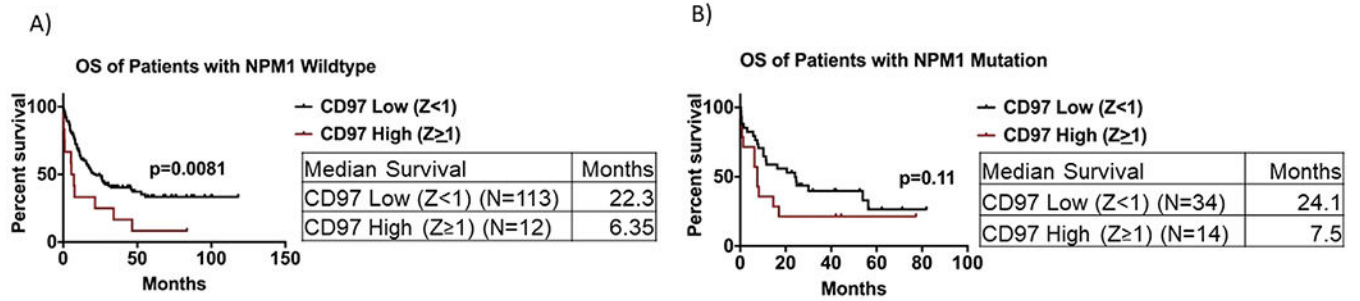 A)
OS of Patients with NPM1 Wildtype
Percent survival
100
50
0
0 50 100 150
Months
p=0.0081
CD97 Low (Z<1)
CD97 High (Z≥1)
Median Survival Months
CD97 Low (Z<1) (N=113) 22.3
CD97 High (Z≥1) (N=12) 6.35
B)
OS of Patients with NPM1 Mutation
Percent survival
100
50
0
0 20 40 60 80 100
Months
p=0.11
CD97 Low (Z<1)
CD97 High (Z≥1)
Median Survival Months
CD97 Low (Z<1) (N=34) 24.1
CD97 High (Z≥1) (N=14) 7.5